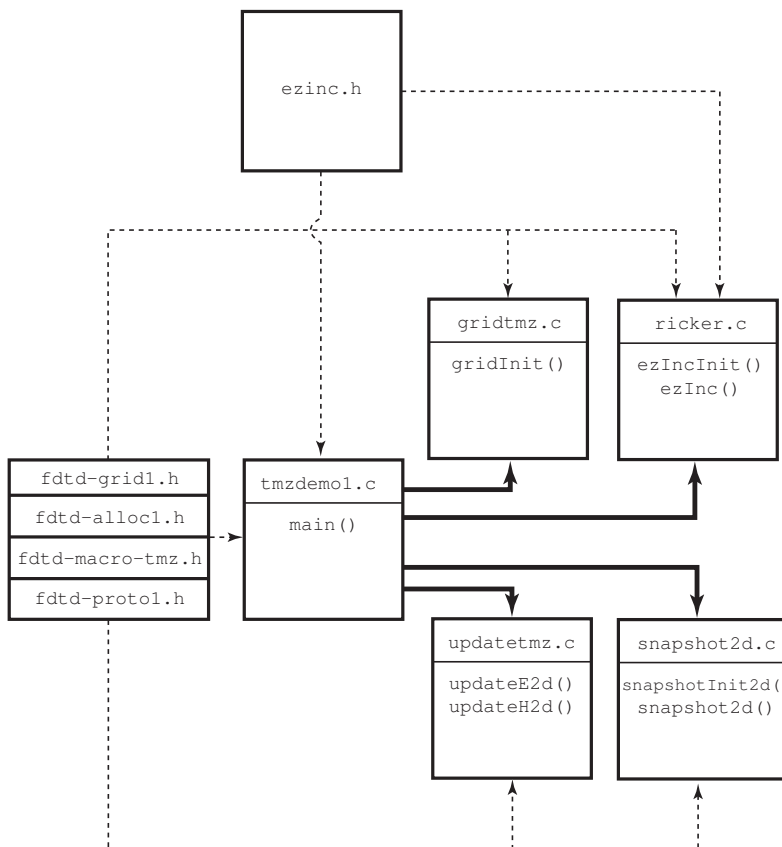 ezinc.h
gridtmz.c
gridInit()
ricker.c
ezIncInit()
ezInc()
fdtd-grid1.h
fdtd-alloc1.h
fdtd-macro-tmz.h
fdtd-proto1.h
tmzdemo1.c
main()
updatetmz.c
updateE2d()
updateH2d()
snapshot2d.c
snapshotInit2d(
snapshot2d()